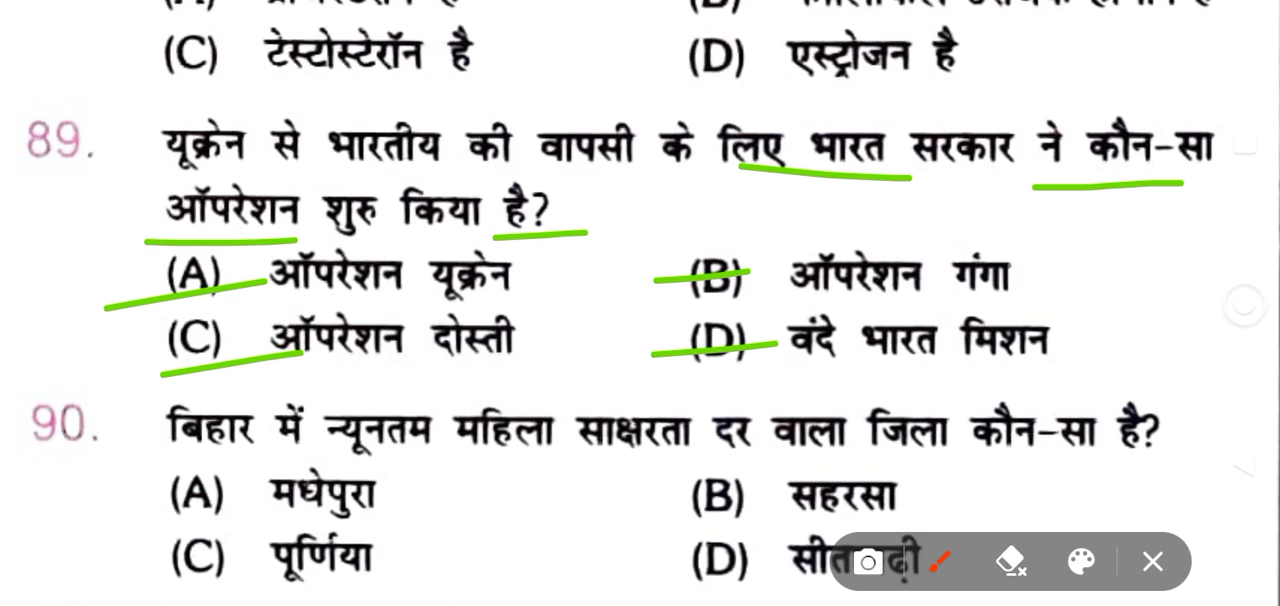 (C) टेस्टोस्टेरॉन है (D) एस्ट्रोजन है
89. यूक्रेन से भारतीय की वापसी के लिए भारत सरकार ने कौन-सा
ऑपरेशन शुरु किया है?
(A) ऑपरेशन यूक्रेन (B) ऑपरेशन गंगा
(C) ऑपरेशन दोस्ती (D) वंदे भारत मिशन
90. बिहार में न्यूनतम महिला साक्षरता दर वाला जिला कौन-सा है?
(A) मधेपुरा (B) सहरसा
(C) पूर्णिया (D)